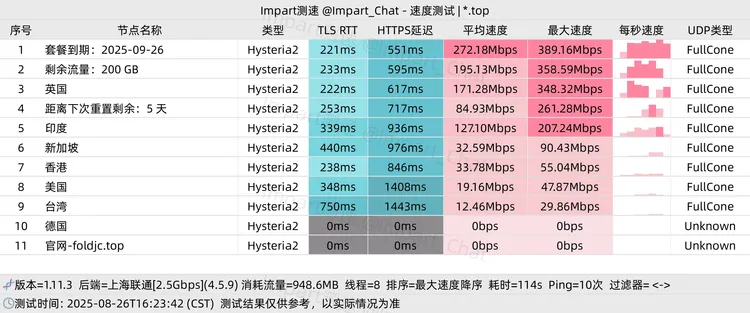 Impart测速 @Impart_Chat - 速度测试 | *.top
序号 节点名称 类型 TLS RTT HTTPS延迟 平均速度 最大速度 每秒速度 UDP类型
1 套餐到期：2025-09-26 Hysteria2 221ms 551ms 272.18Mbps 389.16Mbps FullCone
2 剩余流量：200 GB Hysteria2 233ms 595ms 195.13Mbps 358.59Mbps FullCone
3 英国 Hysteria2 222ms 617ms 171.28Mbps 348.32Mbps FullCone
4 距离下次重置剩余：5 天 Hysteria2 253ms 717ms 84.93Mbps 261.28Mbps FullCone
5 印度 Hysteria2 339ms 936ms 127.10Mbps 207.24Mbps FullCone
6 新加坡 Hysteria2 440ms 976ms 32.59Mbps 90.43Mbps FullCone
7 香港 Hysteria2 238ms 846ms 33.78Mbps 55.04Mbps FullCone
8 美国 Hysteria2 348ms 1408ms 19.16Mbps 47.87Mbps FullCone
9 台湾 Hysteria2 750ms 1443ms 12.46Mbps 29.86Mbps FullCone
10 德国 Hysteria2 0ms 0ms 0bps 0bps Unknown
11 官网-foldjc.top Hysteria2 0ms 0ms 0bps 0bps Unknown
版本=1.11.3 后端=上海联通[2.5Gbps](4.5.9) 消耗流量=948.6MB 线程=8 排序=最大速度降序 耗时=114s Ping=10次 过滤器= <->
测试时间：2025-08-26T16:23:42 (CST) 测试结果仅供参考，以实际情况为准